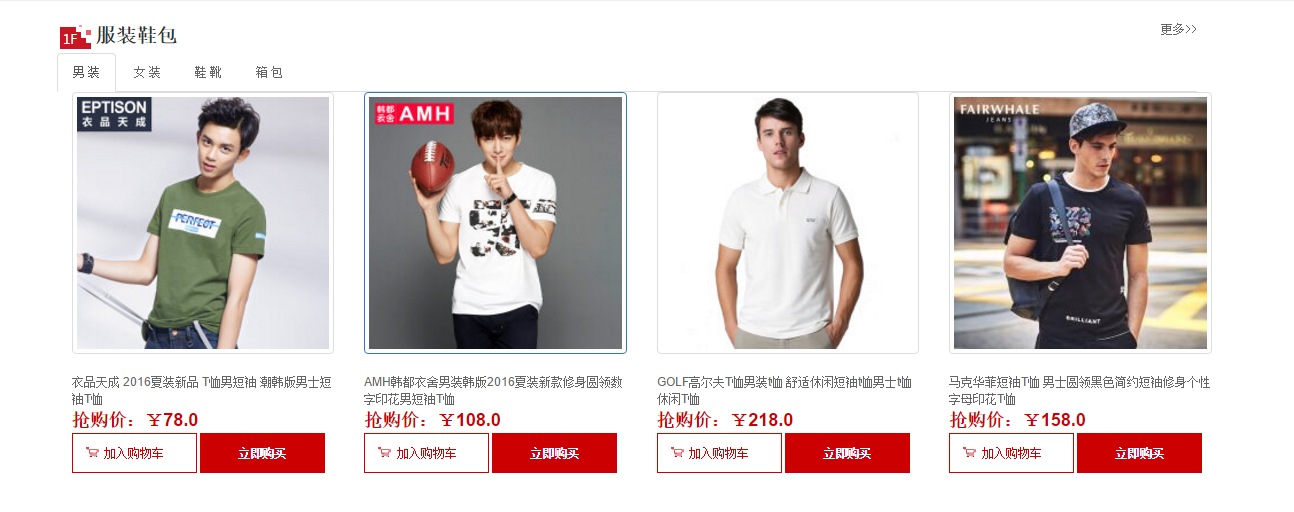 1F 服装鞋包
更多>>
男装 女装 鞋靴 箱包
EPTISON
衣品天成
韩都衣舍 AMH
FAIRWHALE
JEANS
PERFECT
BRILLIANT
衣品天成 2016夏装新品 T恤男短袖 潮韩版男士短
袖T恤
抢购价：￥78.0
加入购物车 立即购买
AMH韩都衣舍男装韩版2016夏装新款修身圆领数
字印花男短袖T恤
抢购价：￥108.0
加入购物车 立即购买
GOLF高尔夫T恤男装t恤 舒适休闲短袖t恤男士t恤
休闲T恤
抢购价：￥218.0
加入购物车 立即购买
马克华菲短袖T恤 男士圆领黑色简约短袖修身个性
字母印花T恤
抢购价：￥158.0
加入购物车 立即购买